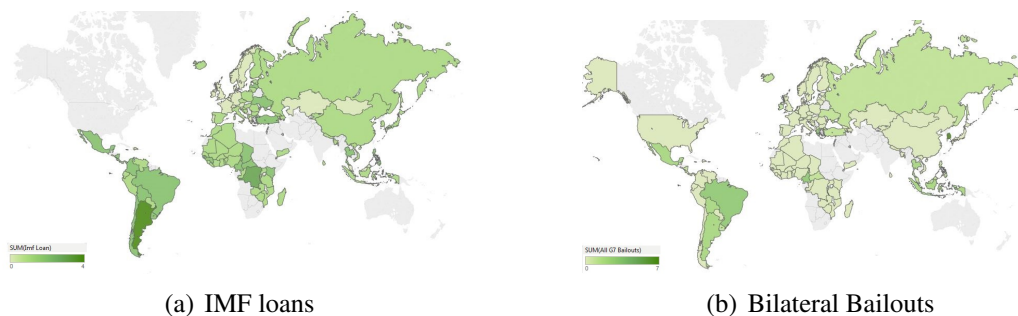 SUM(Imf Loan)
0 4
SUM(All G7 Bailouts)
0 7
(a) IMF loans
(b) Bilateral Bailouts